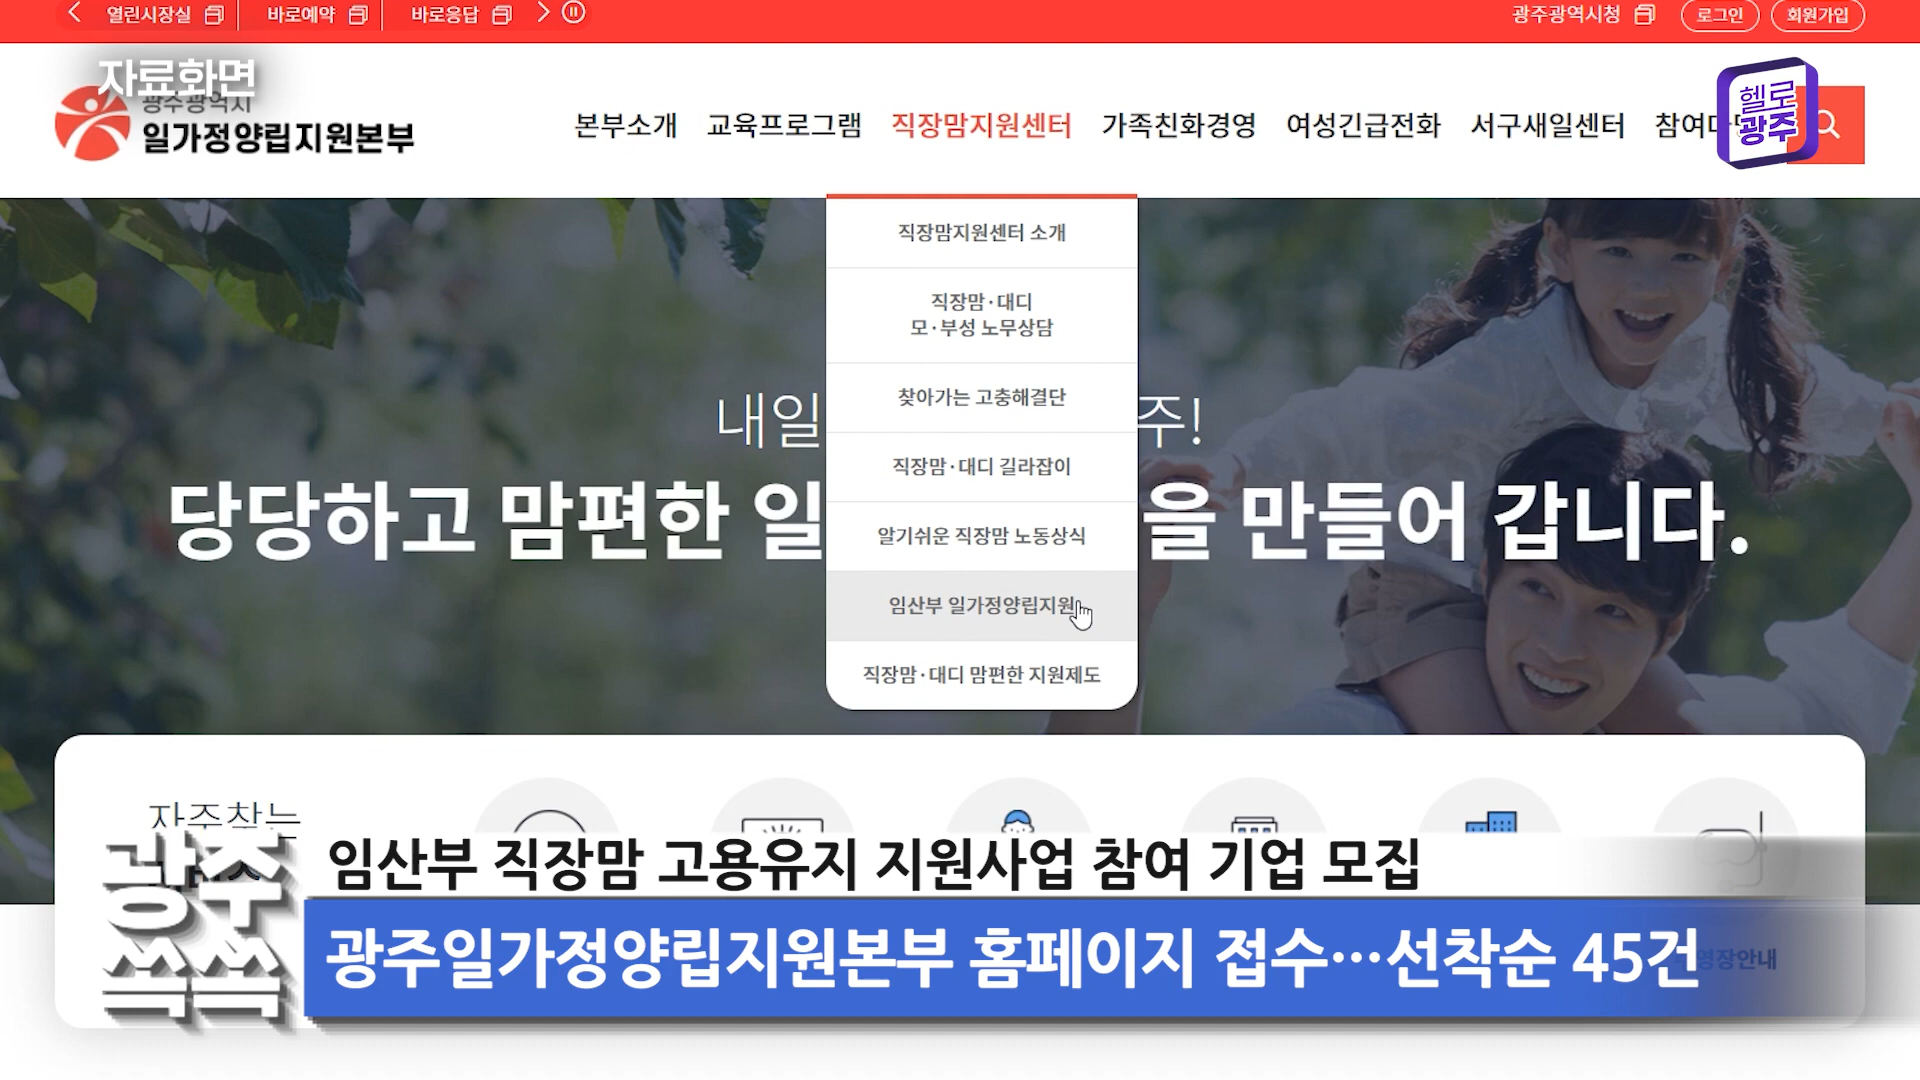 열린시장실
바로예약
바로응답
광주광역시청
로그인
회원가입
자료화면
광주광역시
일가정양립지원본부
본부소개
교육프로그램
직장맘지원센터
가족친화경영
여성긴급전화
서구새일센터
참여마당
헬로
광주
직장맘지원센터 소개
직장맘·대디
모·부성 노무상담
찾아가는 고충해결단
직장맘·대디 길라잡이
알기쉬운 직장맘 노동상식
임산부 일가정양립지원
직장맘·대디 맘편한 지원제도
내일 주!
당당하고 맘편한 일 을 만들어 갑니다.
자주찾는
광주
쏙쏙
임산부 직장맘 고용유지 지원사업 참여 기업 모집
광주일가정양립지원본부 홈페이지 접수…선착순 45건